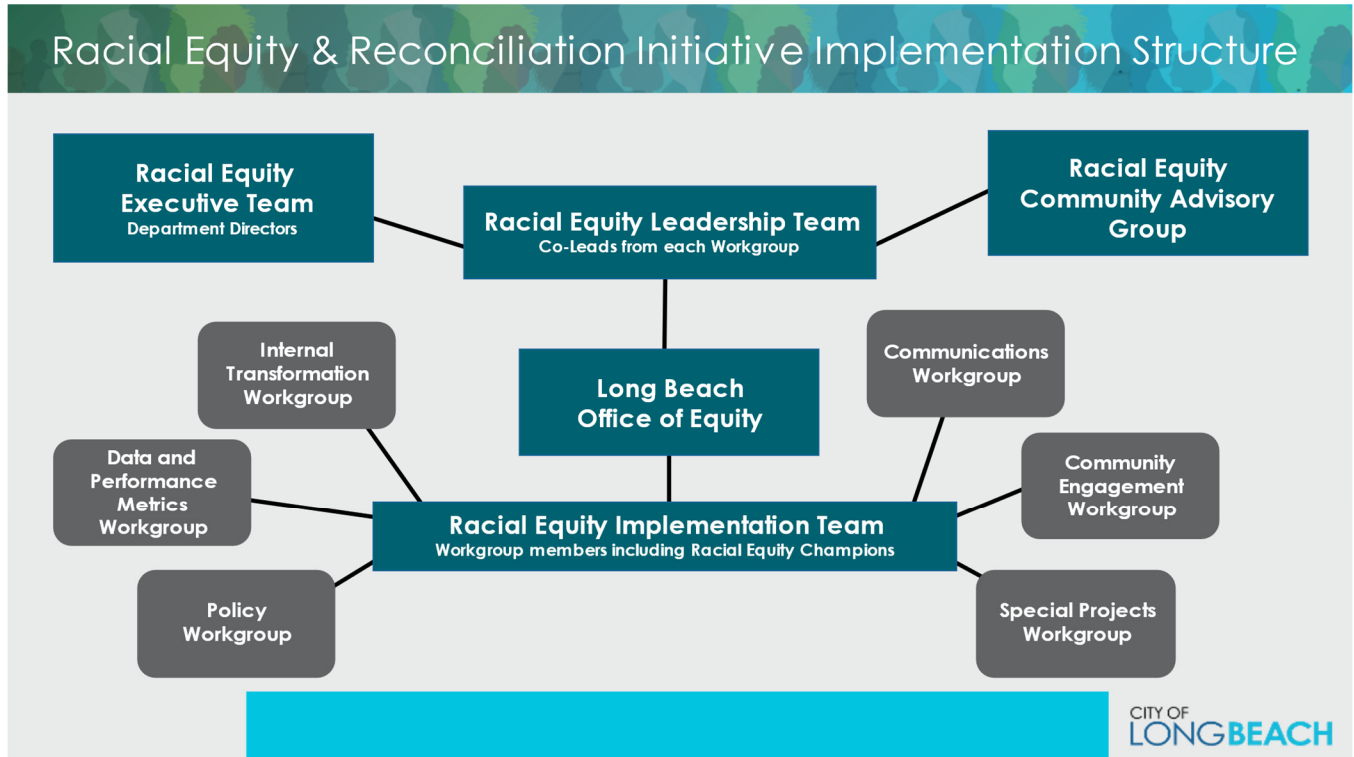 Racial Equity & Reconciliation Initiative Implementation Structure
Racial Equity
Executive Team
Department Directors
Racial Equity Leadership Team
Co-Leads from each Workgroup
Racial Equity
Community Advisory
Group
Internal
Transformation
Workgroup
Long Beach
Office of Equity
Communications
Workgroup
Data and
Performance
Metrics
Workgroup
Community
Engagement
Workgroup
Racial Equity Implementation Team
Workgroup members including Racial Equity Champions
Policy
Workgroup
Special Projects
Workgroup
CITY OF
LONGBEACH